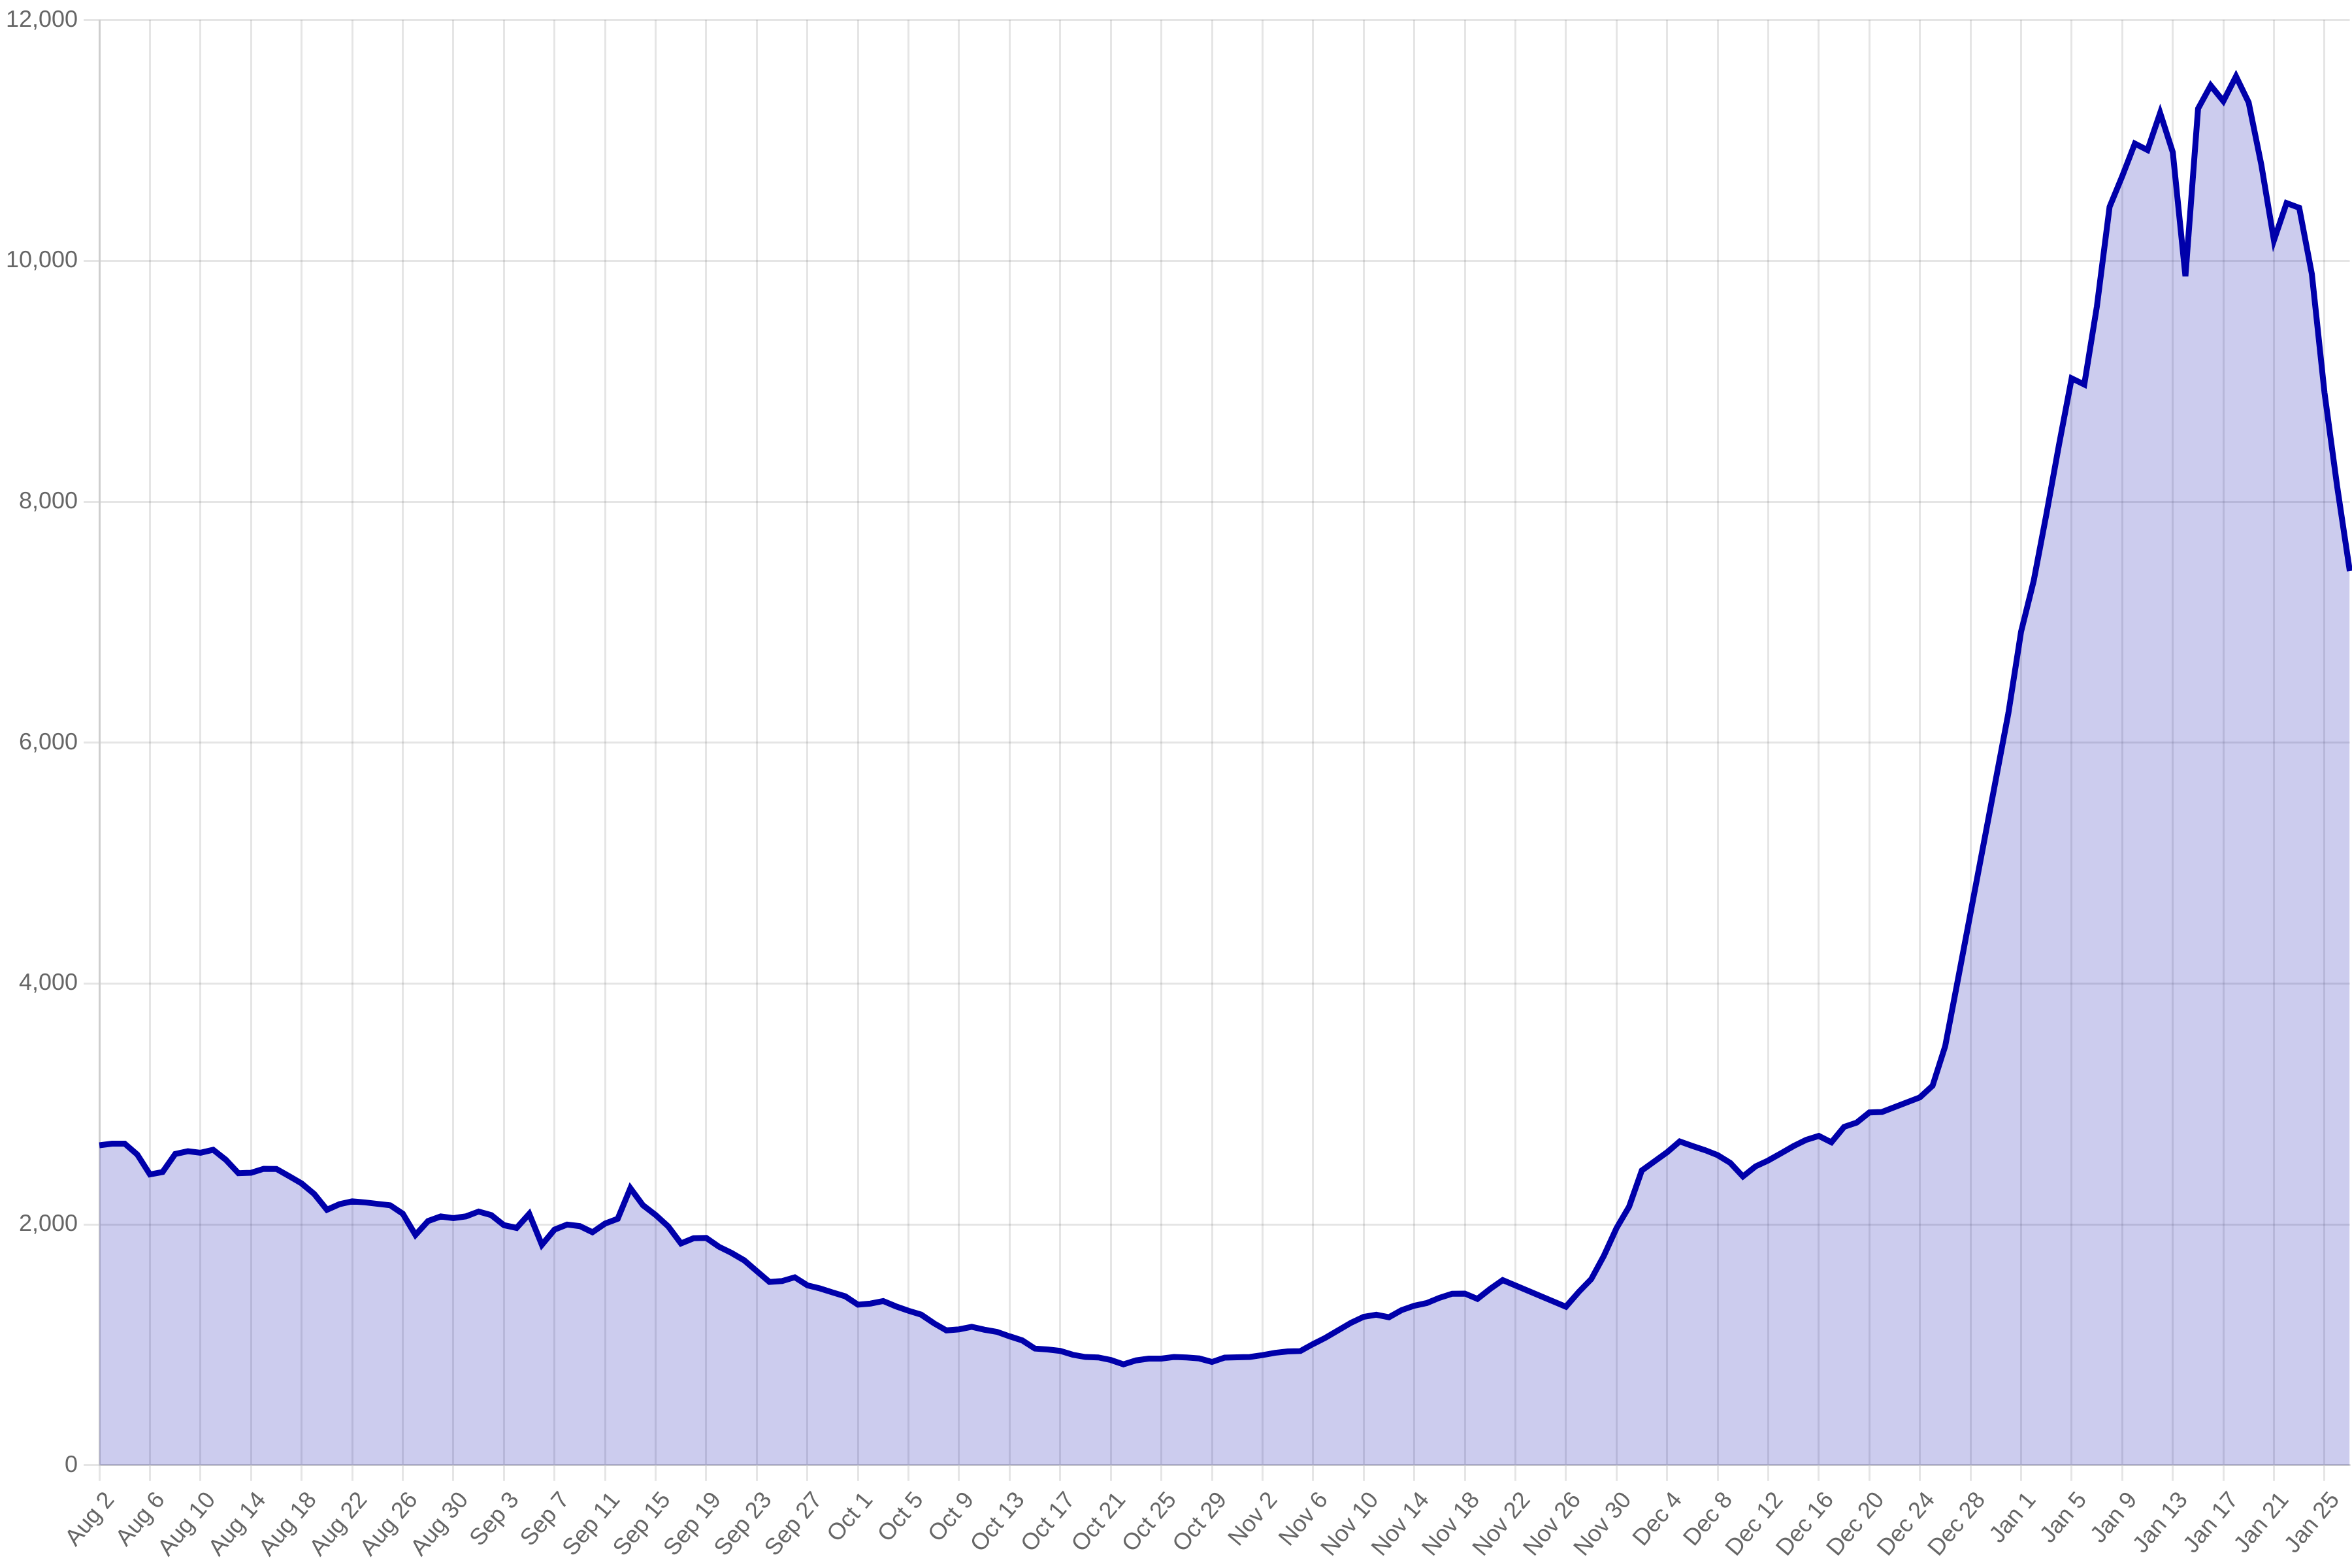 12,000
10,000
8,000
6,000
4,000
2,000
0
Aug 2
Aug 6
Aug 10
Aug 14
Aug 18
Aug 22
Aug 26
Aug 30
Sep 3
Sep 7
Sep 11
Sep 15
Sep 19
Sep 23
Sep 27
Oct 1
Oct 5
Oct 9
Oct 13
Oct 17
Oct 21
Oct 25
Oct 29
Nov 2
Nov 6
Nov 10
Nov 14
Nov 18
Nov 22
Nov 26
Nov 30
Dec 4
Dec 8
Dec 12
Dec 16
Dec 20
Dec 24
Dec 28
Jan 1
Jan 5
Jan 9
Jan 13
Jan 17
Jan 21
Jan 25